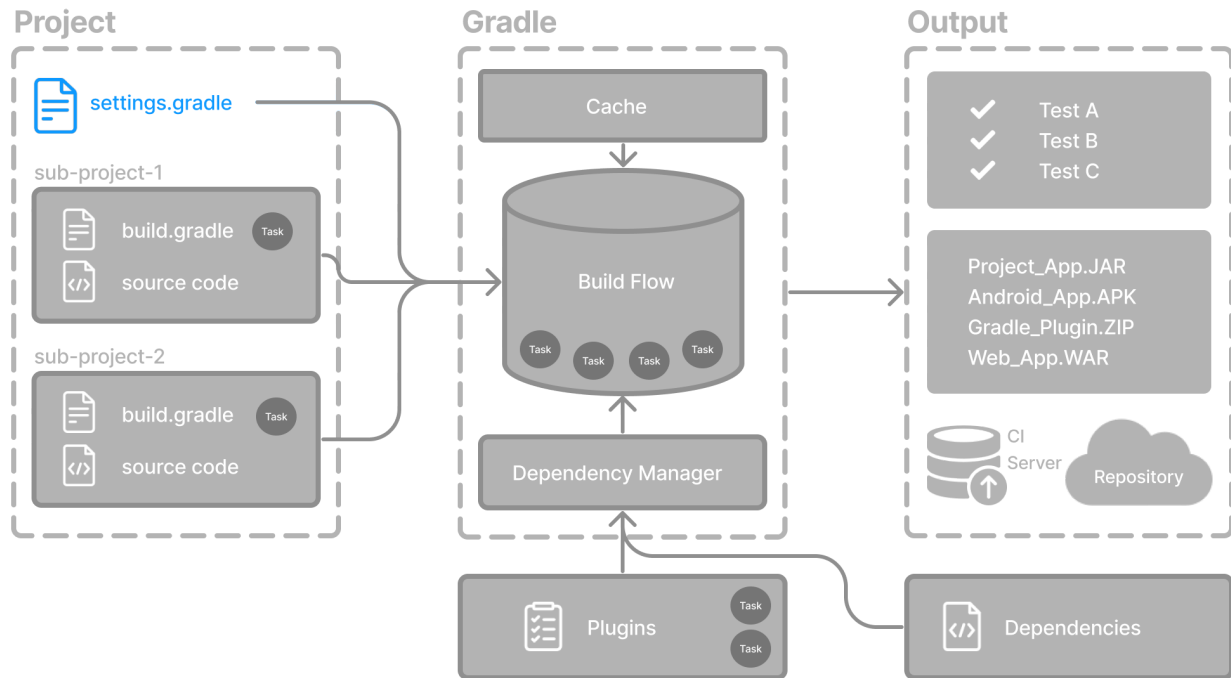 Project
settings.gradle
sub-project-1
build.gradle
Task
source code
sub-project-2
build.gradle
Task
source code
Gradle
Cache
Build Flow
Task
Task
Task
Task
Dependency Manager
Plugins
Task
Task
Output
Test A
Test B
Test C
Project_App.JAR
Android_App.APK
Gradle_Plugin.ZIP
Web_App.WAR
CI
Server
Repository
Dependencies